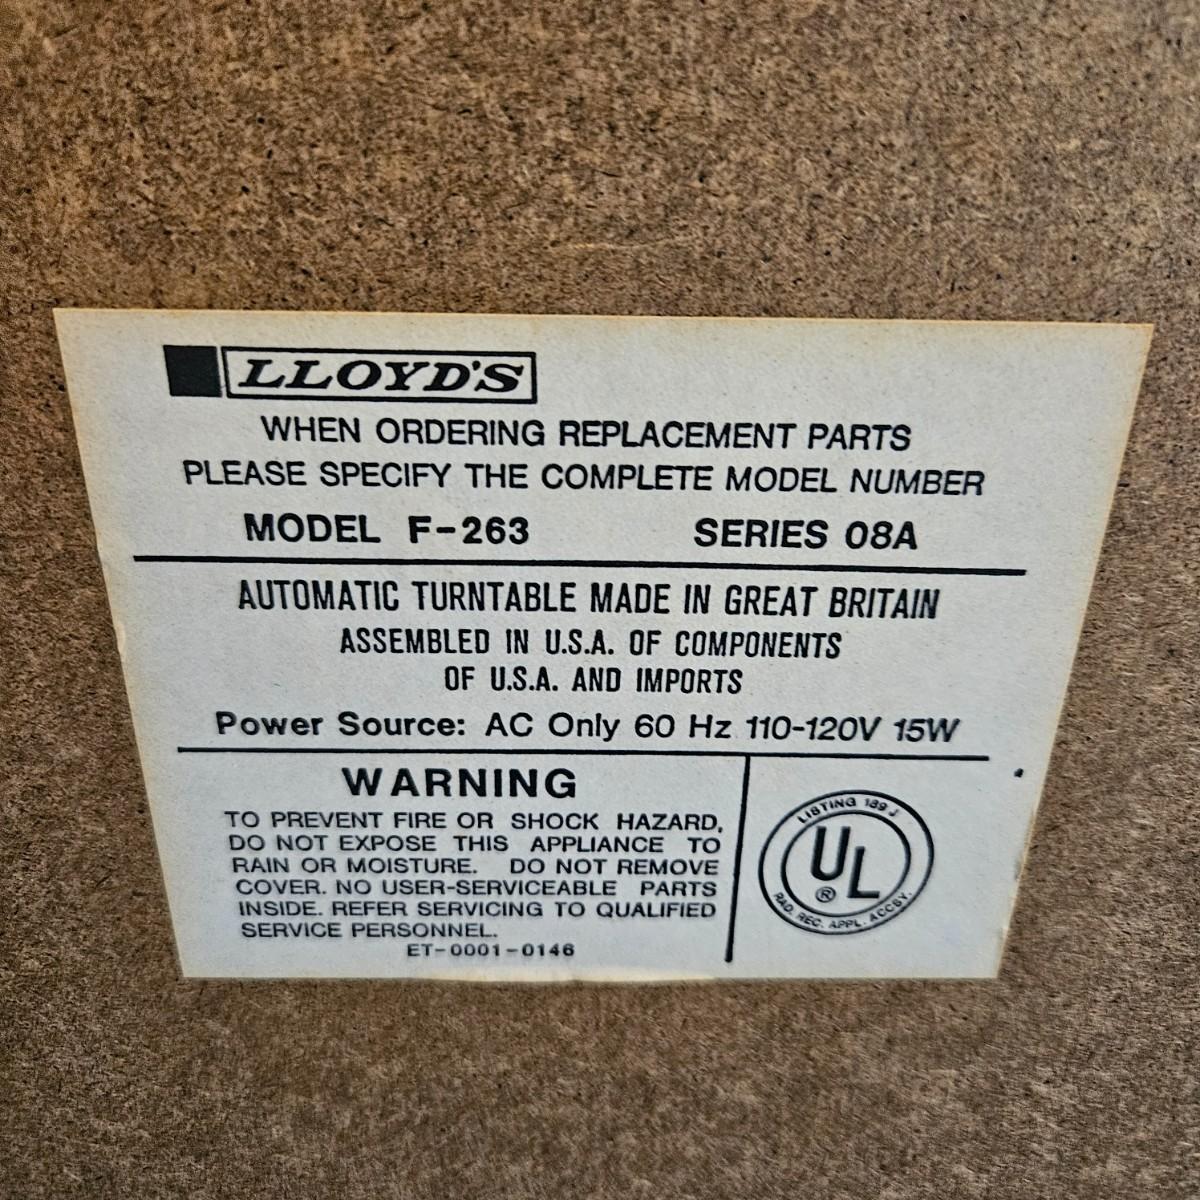 LLOYD'S
WHEN ORDERING REPLACEMENT PARTS
PLEASE SPECIFY THE COMPLETE MODEL NUMBER
MODEL F-263 SERIES 08A
AUTOMATIC TURNTABLE MADE IN GREAT BRITAIN
ASSEMBLED IN U.S.A. OF COMPONENTS
OF U.S.A. AND IMPORTS
Power Source: AC Only 60 Hz 110-120V 15W
WARNING
TO PREVENT FIRE OR SHOCK HAZARD,
DO NOT EXPOSE THIS APPLIANCE TO
RAIN OR MOISTURE. DO NOT REMOVE
COVER. NO USER-SERVICEABLE PARTS
INSIDE. REFER SERVICING TO QUALIFIED
SERVICE PERSONNEL.
ET-0001-0146
LISTING 189 J
UL
®
RAD. REC. APPL. ACCSY.